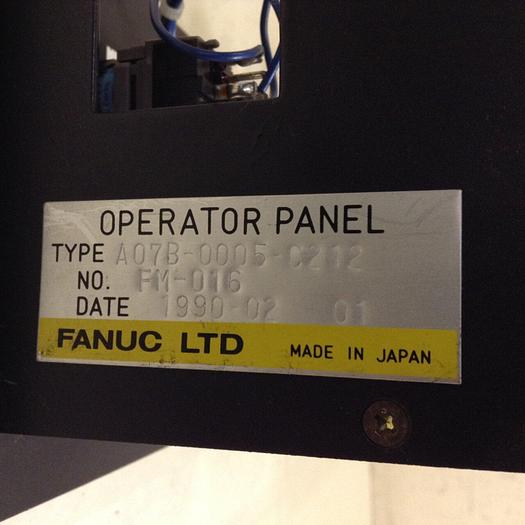 OPERATOR PANEL
TYPE A07B-0005-C212
NO. FM-016
DATE 1990-02 01
FANUC LTD MADE IN JAPAN